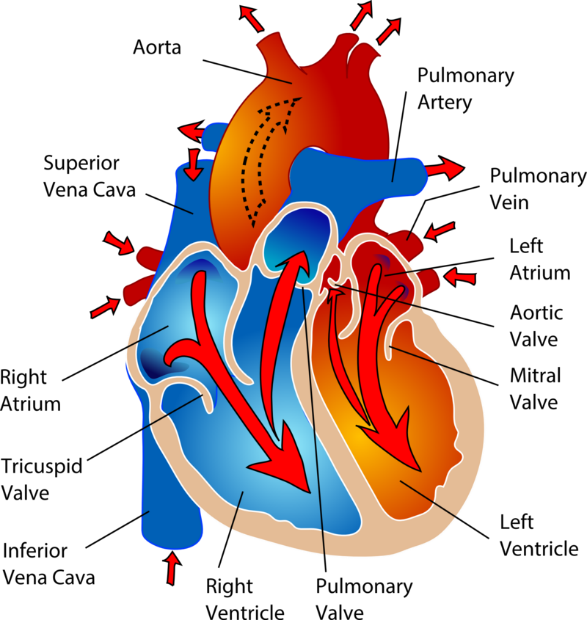 Aorta
Pulmonary
Artery
Superior
Vena Cava
Pulmonary
Vein
Left
Atrium
Aortic
Valve
Mitral
Valve
Right
Atrium
Tricuspid
Valve
Inferior
Vena Cava
Right
Ventricle
Pulmonary
Valve
Left
Ventricle